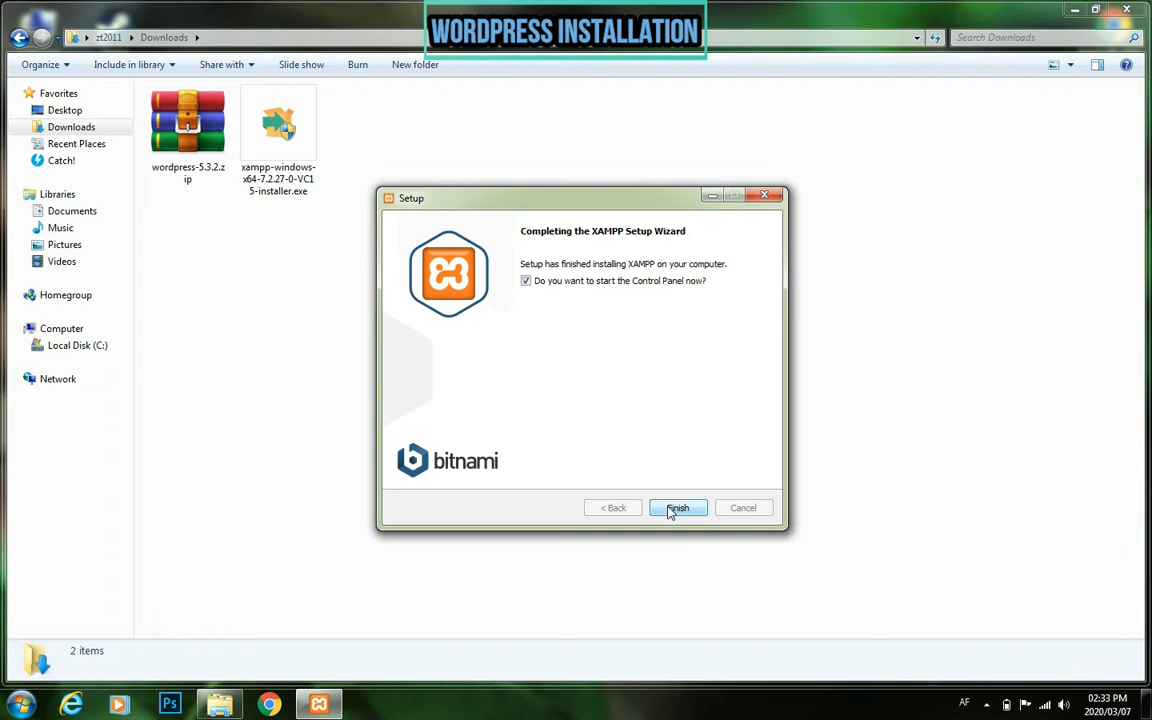 WORDPRESS INSTALLATION
zt2011
Downloads
Search Downloads
Organize
Include in library
Share with
Slide show
Burn
New folder
Favorites
Desktop
Downloads
Recent Places
Catch!
Libraries
Documents
Music
Pictures
Videos
Homegroup
Computer
Local Disk (C:)
Network
wordpress-5.3.2.z
ip
xampp-windows-
x64-7.2.27-0-VC1
5-installer.exe
Setup
Completing the XAMPP Setup Wizard
Setup has finished installing XAMPP on your computer.
Do you want to start the Control Panel now?
bitnami
< Back
Finish
Cancel
2 items
Ps
AF
02:33 PM
2020/03/07